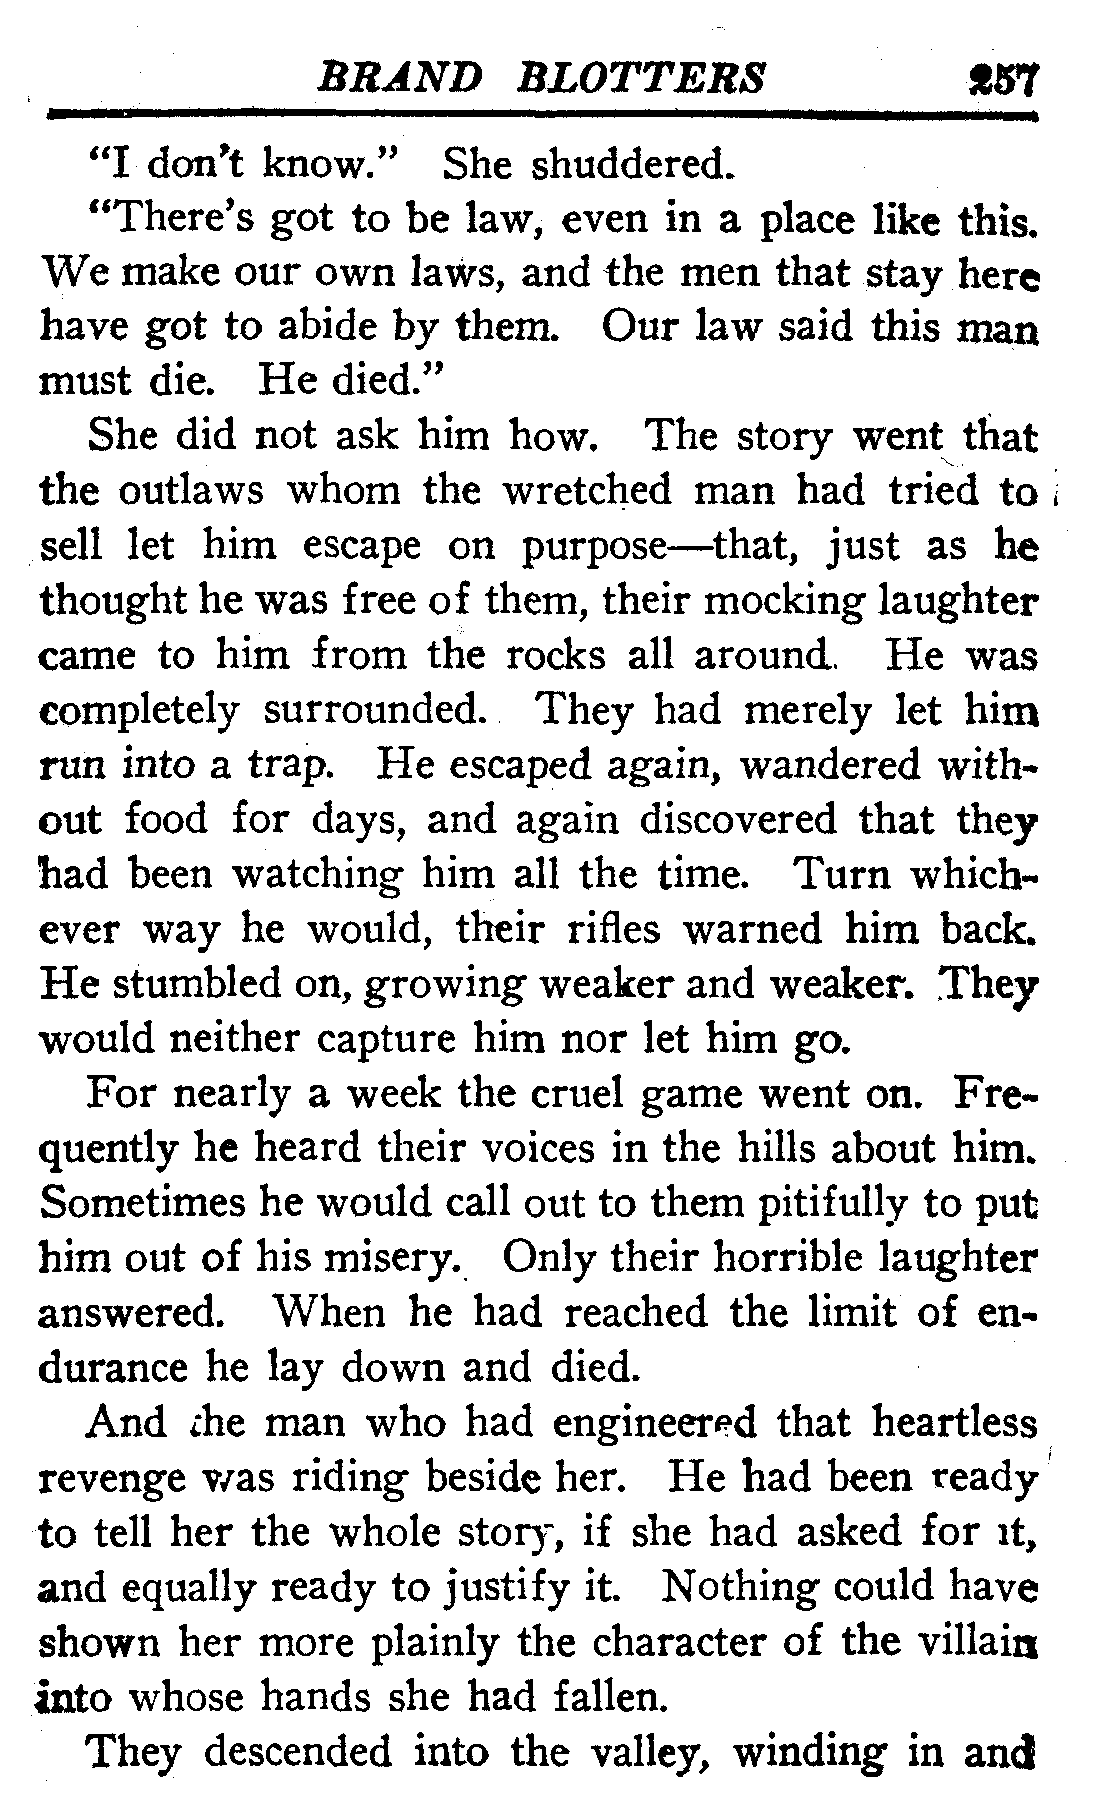 BRAND BLOTTERS 257
“I don’t know.” She shuddered.
“There’s got to be law, even in a place like this.
We make our own laws, and the men that stay here
have got to abide by them. Our law said this man
must die. He died.”
She did not ask him how. The story went that
the outlaws whom the wretched man had tried to
sell let him escape on purpose—that, just as he
thought he was free of them, their mocking laughter
came to him from the rocks all around. He was
completely surrounded. They had merely let him
run into a trap. He escaped again, wandered with-
out food for days, and again discovered that they
had been watching him all the time. Turn which-
ever way he would, their rifles warned him back.
He stumbled on, growing weaker and weaker. They
would neither capture him nor let him go.
For nearly a week the cruel game went on. Fre-
quently he heard their voices in the hills about him.
Sometimes he would call out to them pitifully to put
him out of his misery. Only their horrible laughter
answered. When he had reached the limit of en-
durance he lay down and died.
And the man who had engineered that heartless
revenge was riding beside her. He had been ready
to tell her the whole story, if she had asked for it,
and equally ready to justify it. Nothing could have
shown her more plainly the character of the villain
into whose hands she had fallen.
They descended into the valley, winding in and